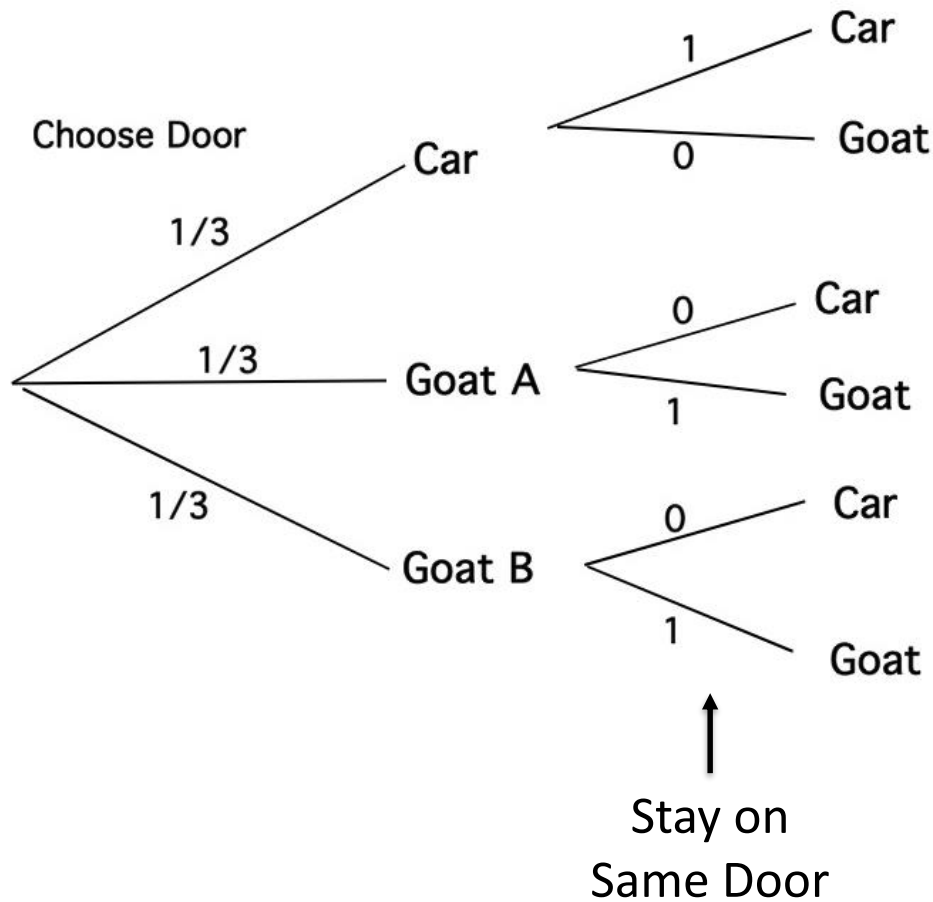 Choose Door
1/3
Car
1
Car
0
Goat
1/3
Goat A
0
Car
1
Goat
1/3
Goat B
0
Car
1
Goat
Stay on
Same Door